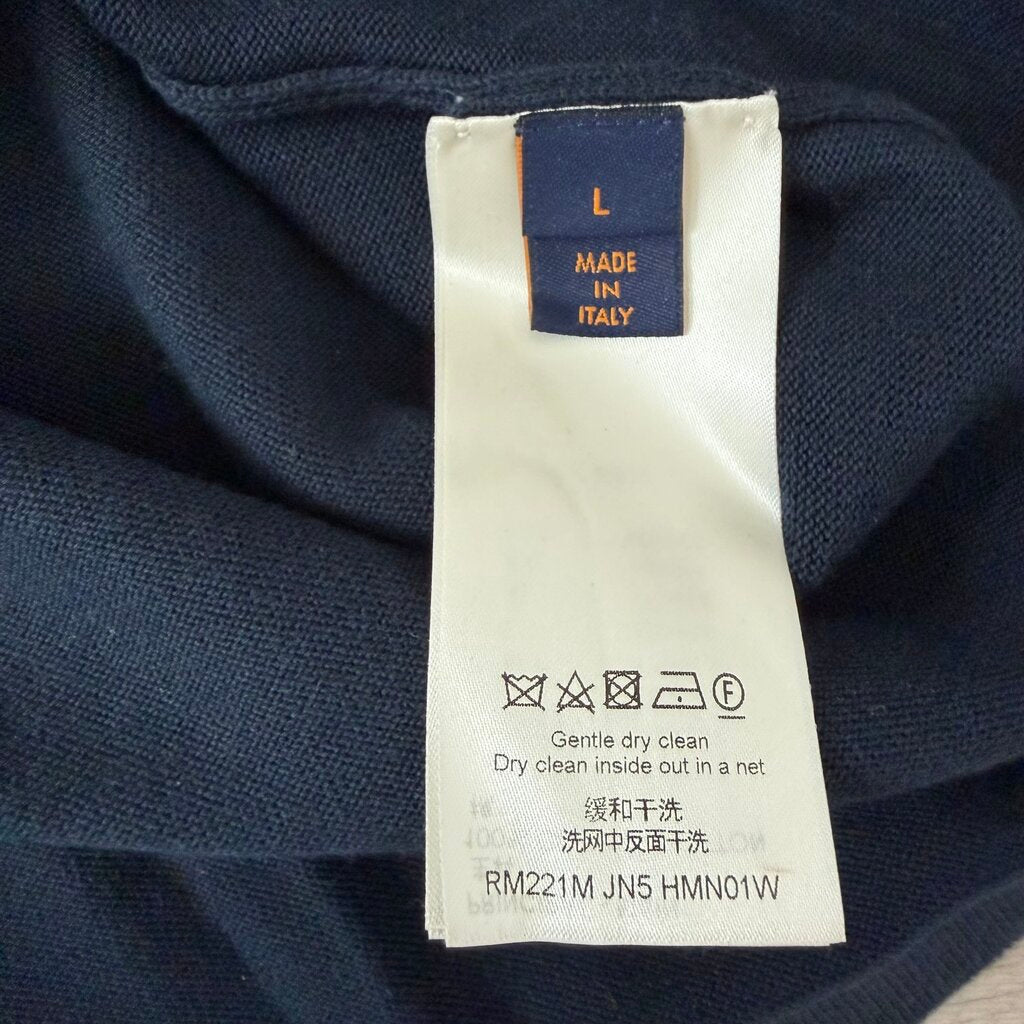 L
MADE
IN
ITALY
F
Gentle dry clean
Dry clean inside out in a net
缓和干洗
洗网中反面干洗
RM221M JN5 HMN01W
100%